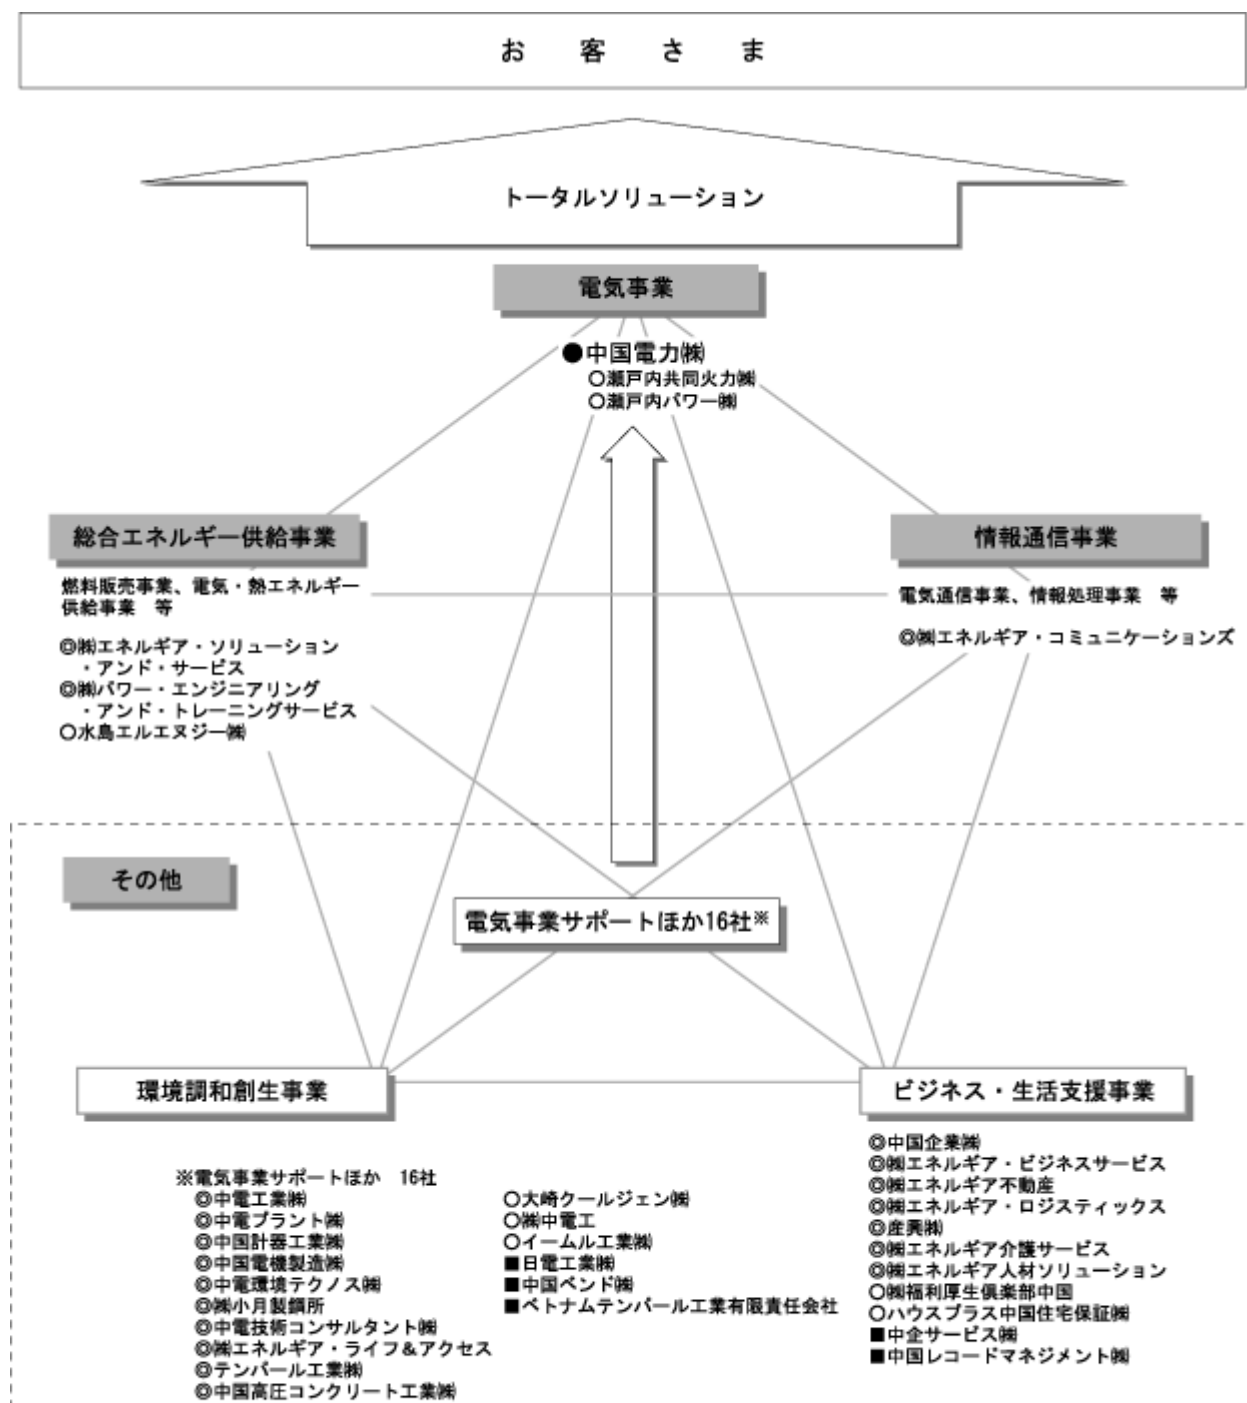 お 客 さ ま
トータルソリューション
電気事業
●中国電力㈱
○瀬戸内共同火力㈱
○瀬戸内パワー㈱
総合エネルギー供給事業
燃料販売事業、電気・熱エネルギー
供給事業 等
◎㈱エネルギア・ソリューション
・アンド・サービス
◎㈱パワー・エンジニアリング
・アンド・トレーニングサービス
○水島エルエヌジー㈱
情報通信事業
電気通信事業、情報処理事業 等
◎㈱エネルギア・コミュニケーションズ
その他
電気事業サポートほか16社※
環境調和創生事業
ビジネス・生活支援事業
※電気事業サポートほか 16社
◎中電工業㈱
◎中電プラント㈱
◎中国計器工業㈱
◎中国電機製造㈱
◎中電環境テクノス㈱
◎㈱小月製鋼所
◎中電技術コンサルタント㈱
◎㈱エネルギア・ライフ&アクセス
◎テンパール工業㈱
◎中国高圧コンクリート工業㈱
○大崎クールジェン㈱
○㈱中電工
○イームル工業㈱
■日電工業㈱
■中国ペンド㈱
■ベトナムテンパール工業有限責任会社
◎中国企業㈱
◎㈱エネルギア・ビジネスサービス
◎㈱エネルギア不動産
◎㈱エネルギア・ロジスティックス
◎産興㈱
◎㈱エネルギア介護サービス
◎㈱エネルギア人材ソリューション
○㈱福利厚生倶楽部中国
○ハウスプラス中国住宅保証㈱
■中企サービス㈱
■中国レコードマネジメント㈱